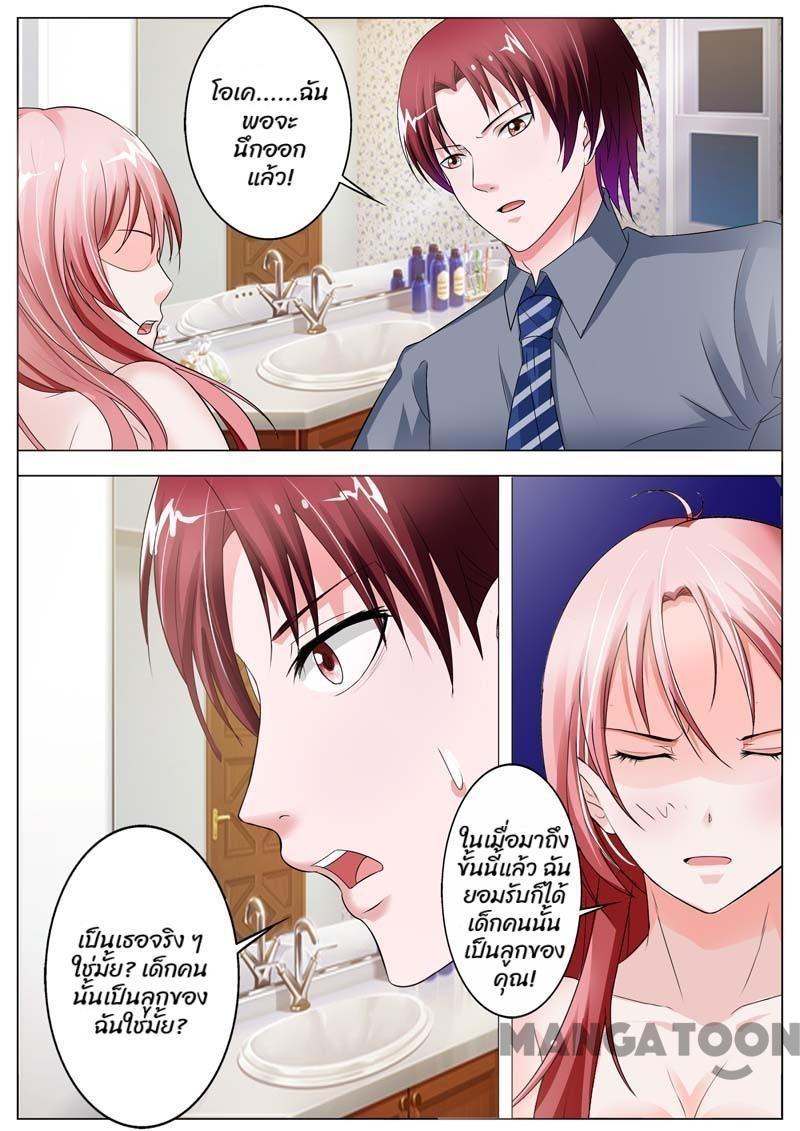 โอเค......ฉัน
พอจะ
นึกออก
แล้ว!
เป็นเธอจริง ๆ
ใช่มั้ย? เด็กคน
นั้นเป็นลูกของ
ฉันใช่มั้ย?
ในเมื่อมาถึง
ขั้นนี้แล้ว ฉัน
ยอมรับก็ได้
เด็กคนนั้น
เป็นลูกของ
คุณ!
MANGATOON